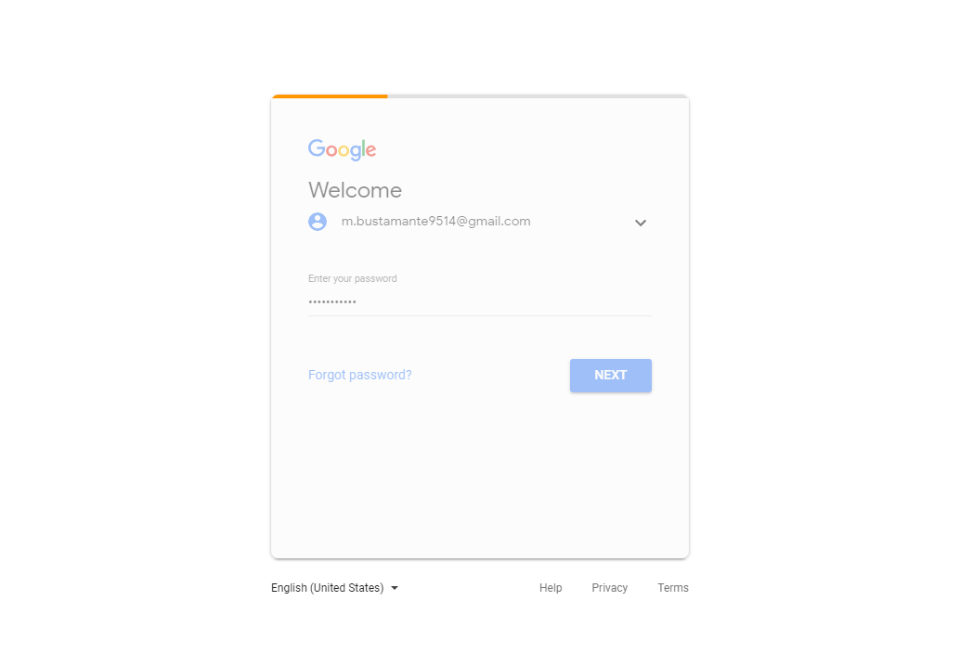 Google
Welcome
m.bustamante9514@gmail.com
Enter your password
•••••••••••
Forgot password?
NEXT
English (United States)
Help Privacy Terms